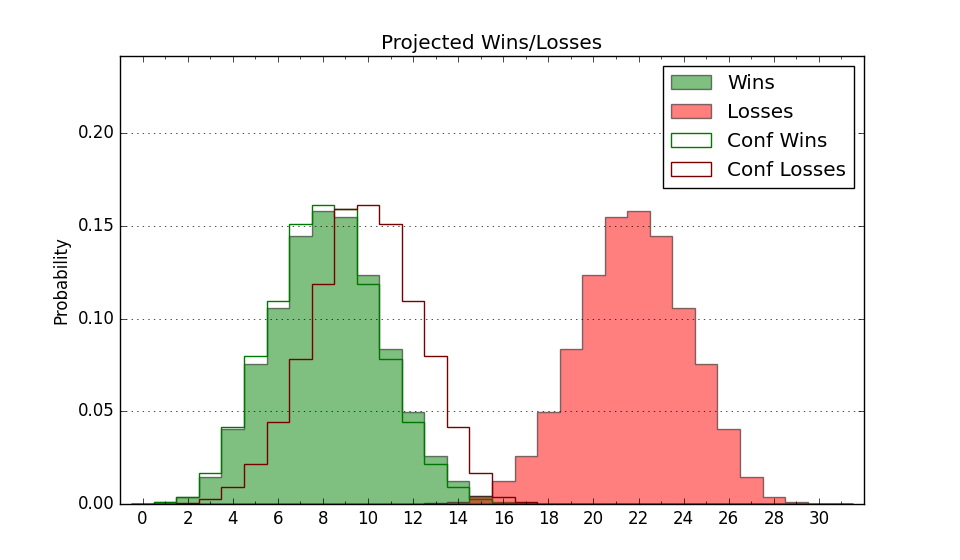 Projected Wins/Losses
Wins
Losses
Conf Wins
Conf Losses
Probability
0.20
0.15
0.10
0.05
0.00
0 2 4 6 8 10 12 14 16 18 20 22 24 26 28 30